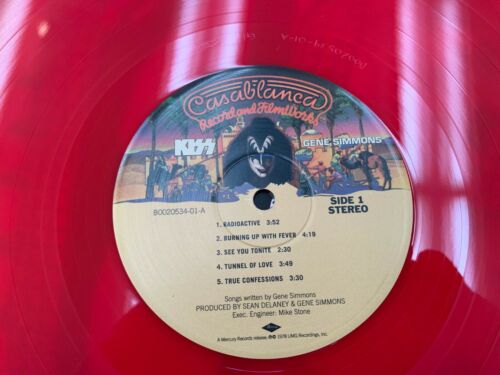 Casablanca
Record and FilmWorks
KISS
GENE SIMMONS
B0020534-01-A
SIDE 1
STEREO
1. RADIOACTIVE 3:52
2. BURNING UP WITH FEVER 4:19
3. SEE YOU TONITE 2:30
4. TUNNEL OF LOVE 3:49
5. TRUE CONFESSIONS 3:30
Songs written by Gene Simmons
PRODUCED BY SEAN DELANEY & GENE SIMMONS
Exec. Engineer: Mike Stone
A Mercury Records release; ℗© 1978 UMG Recordings, Inc.